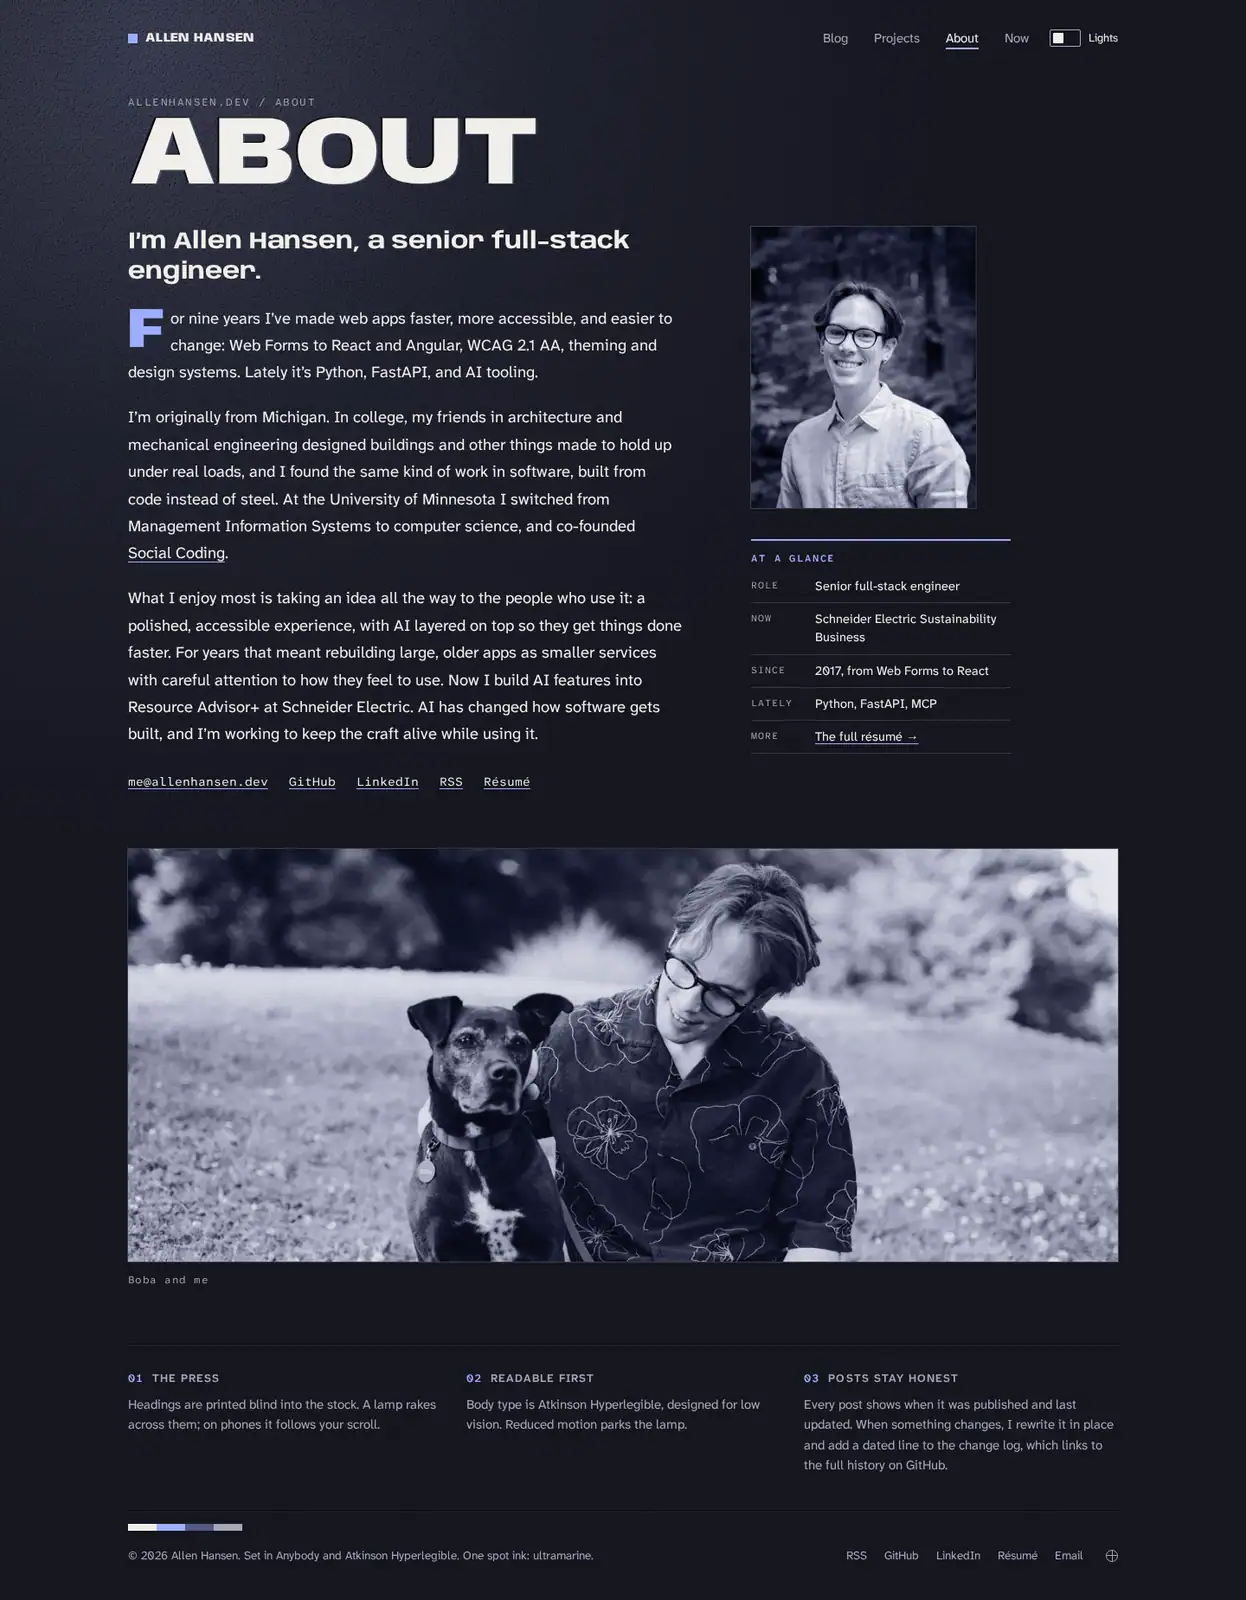 ALLEN HANSEN
Blog Projects About Now Lights
ALLENHANSEN.DEV / ABOUT
ABOUT
I'm Allen Hansen, a senior full-stack
engineer.
For nine years I've made web apps faster, more accessible, and easier to
change: Web Forms to React and Angular, WCAG 2.1 AA, theming and
design systems. Lately it's Python, FastAPI, and AI tooling.
I'm originally from Michigan. In college, my friends in architecture and
mechanical engineering designed buildings and other things made to hold up
under real loads, and I found the same kind of work in software, built from
code instead of steel. At the University of Minnesota I switched from
Management Information Systems to computer science, and co-founded
Social Coding.
What I enjoy most is taking an idea all the way to the people who use it: a
polished, accessible experience, with AI layered on top so they get things done
faster. For years that meant rebuilding large, older apps as smaller services
with careful attention to how they feel to use. Now I build AI features into
Resource Advisor+ at Schneider Electric. AI has changed how software gets
built, and I'm working to keep the craft alive while using it.
me@allenhansen.dev GitHub LinkedIn RSS Résumé
AT A GLANCE
ROLE Senior full-stack engineer
NOW Schneider Electric Sustainability
Business
SINCE 2017, from Web Forms to React
LATELY Python, FastAPI, MCP
MORE The full résumé →
Boba and me
01 THE PRESS
Headings are printed blind into the stock. A lamp rakes
across them; on phones it follows your scroll.
02 READABLE FIRST
Body type is Atkinson Hyperlegible, designed for low
vision. Reduced motion parks the lamp.
03 POSTS STAY HONEST
Every post shows when it was published and last
updated. When something changes, I rewrite it in place
and add a dated line to the change log, which links to
the full history on GitHub.
© 2026 Allen Hansen. Set in Anybody and Atkinson Hyperlegible. One spot ink: ultramarine.
RSS GitHub LinkedIn Résumé Email